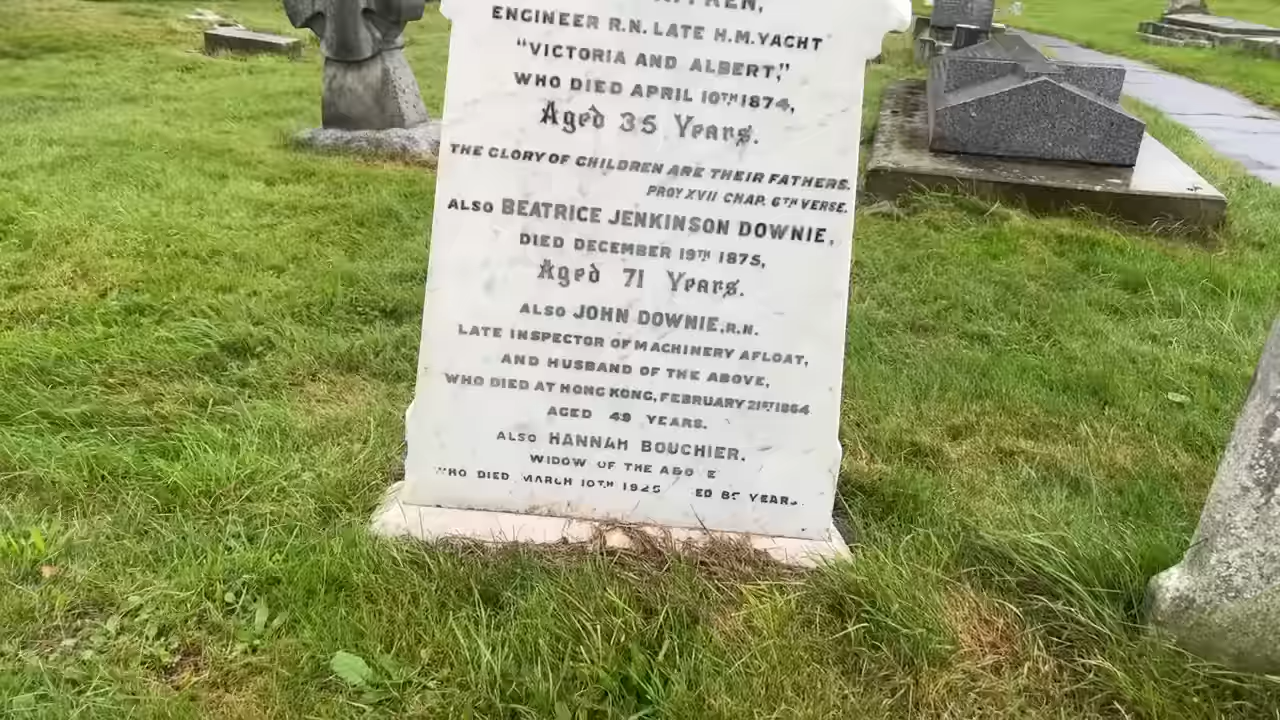 ENGINEER R.N. LATE H.M. YACHT
"VICTORIA AND ALBERT,"
WHO DIED APRIL 10TH 1874,
Aged 35 Years.
THE GLORY OF CHILDREN ARE THEIR FATHERS.
PROV XVII CHAP. 6TH VERSE.
ALSO BEATRICE JENKINSON DOWNIE,
DIED DECEMBER 19TH 1875,
Aged 71 Years.
ALSO JOHN DOWNIE, R.N.
LATE INSPECTOR OF MACHINERY AFLOAT,
AND HUSBAND OF THE ABOVE,
WHO DIED AT HONG KONG, FEBRUARY 21ST 1864
AGED 49 YEARS.
ALSO HANNAH BOUCHIER,
WIDOW OF THE
WHO DIED MARCH 10TH